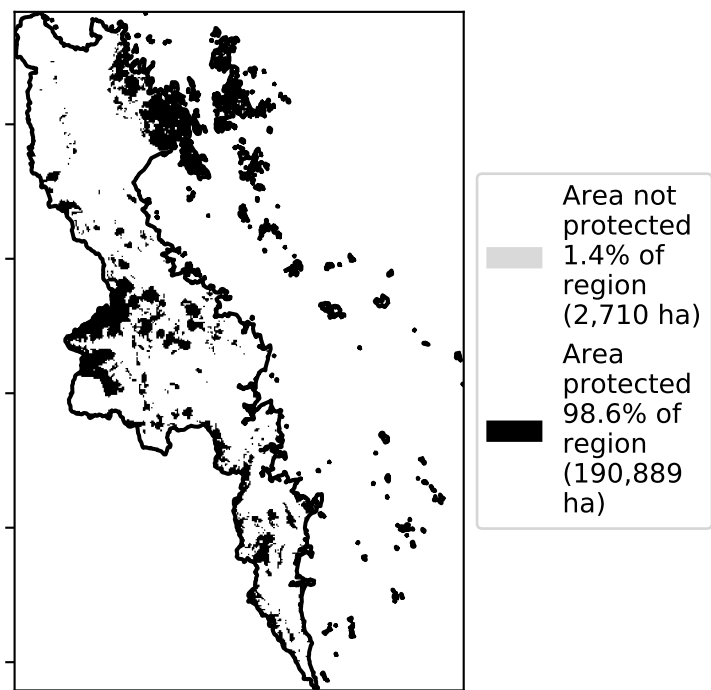 Area not
protected
1.4% of
region
(2,710 ha)
Area
protected
98.6% of
region
(190,889
ha)